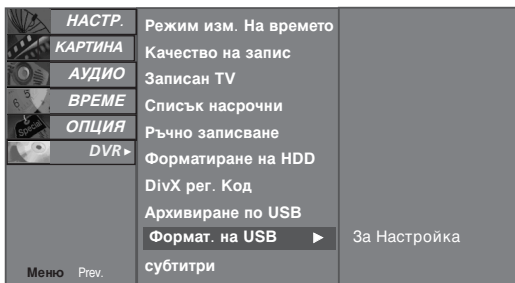 НАСТР.
КАРТИНА
АУДИО
ВРЕМЕ
ОПЦИЯ
Special
DVR ►
Меню Prev.
Режим изм. На времето
Качество на запис
Записан TV
Списък насрочни
Ръчно записване
Форматиране на HDD
DivX рег. Код
Архивиране по USB
Формат. на USB ►
субтитри
За Настройка